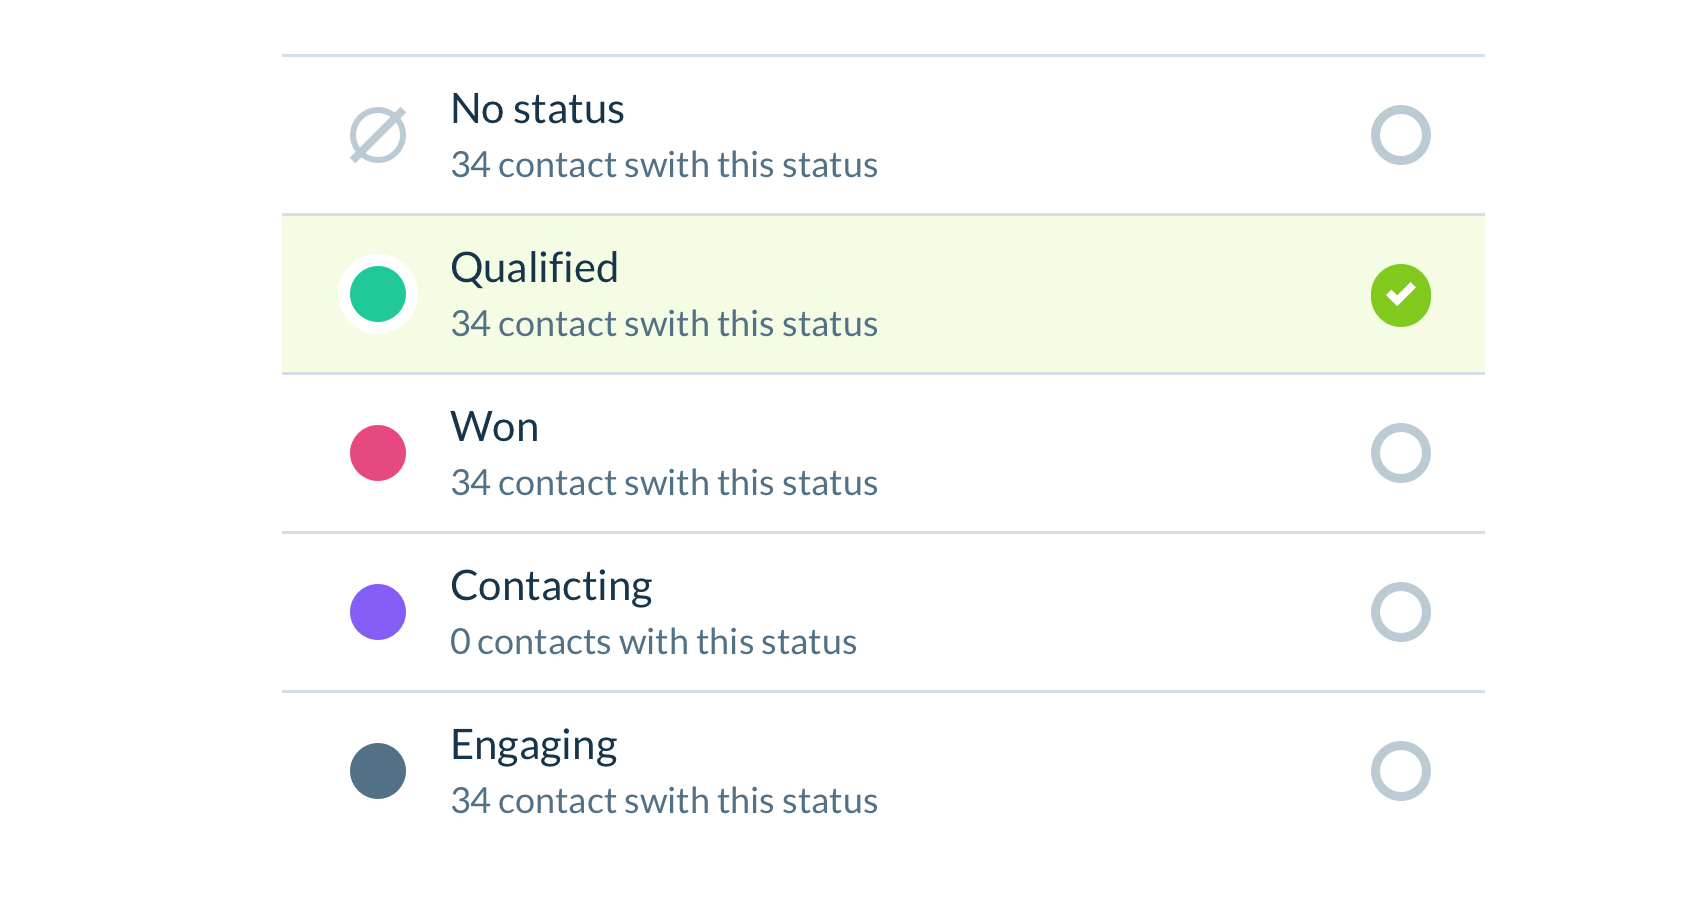 No status
34 contact swith this status
Qualified
34 contact swith this status
Won
34 contact swith this status
Contacting
0 contacts with this status
Engaging
34 contact swith this status